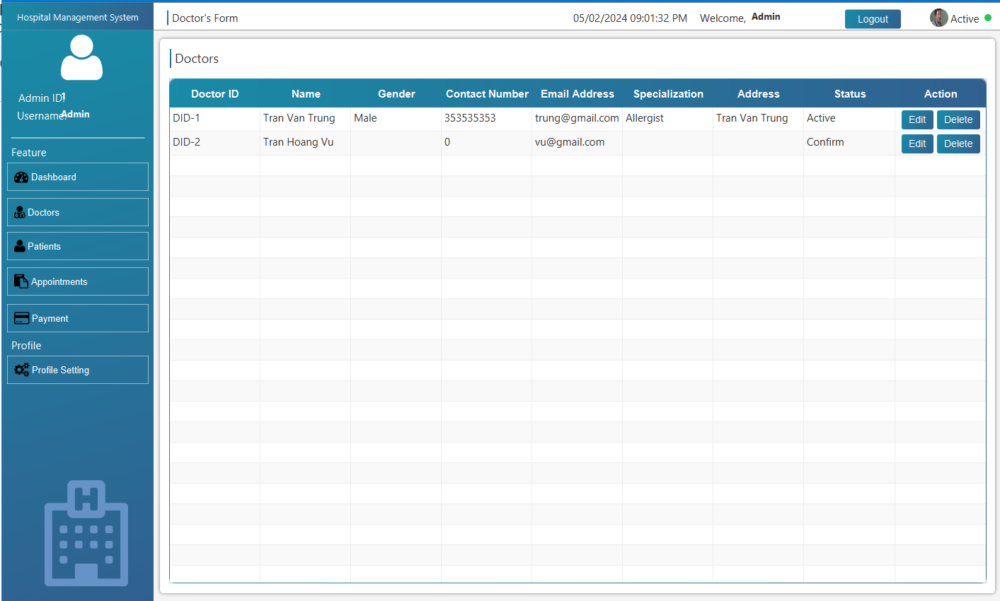 Hospital Management System
Doctor's Form
05/02/2024 09:01:32 PM
Welcome, Admin
Logout
Active
Admin ID: 1
Username: Admin
Feature
Dashboard
Doctors
Patients
Appointments
Payment
Profile
Profile Setting
Doctors
Doctor ID Name Gender Contact Number Email Address Specialization Address Status Action
DID-1 Tran Van Trung Male 353535353 trung@gmail.com Allergist Tran Van Trung Active Edit Delete
DID-2 Tran Hoang Vu 0 vu@gmail.com Confirm Edit Delete
H